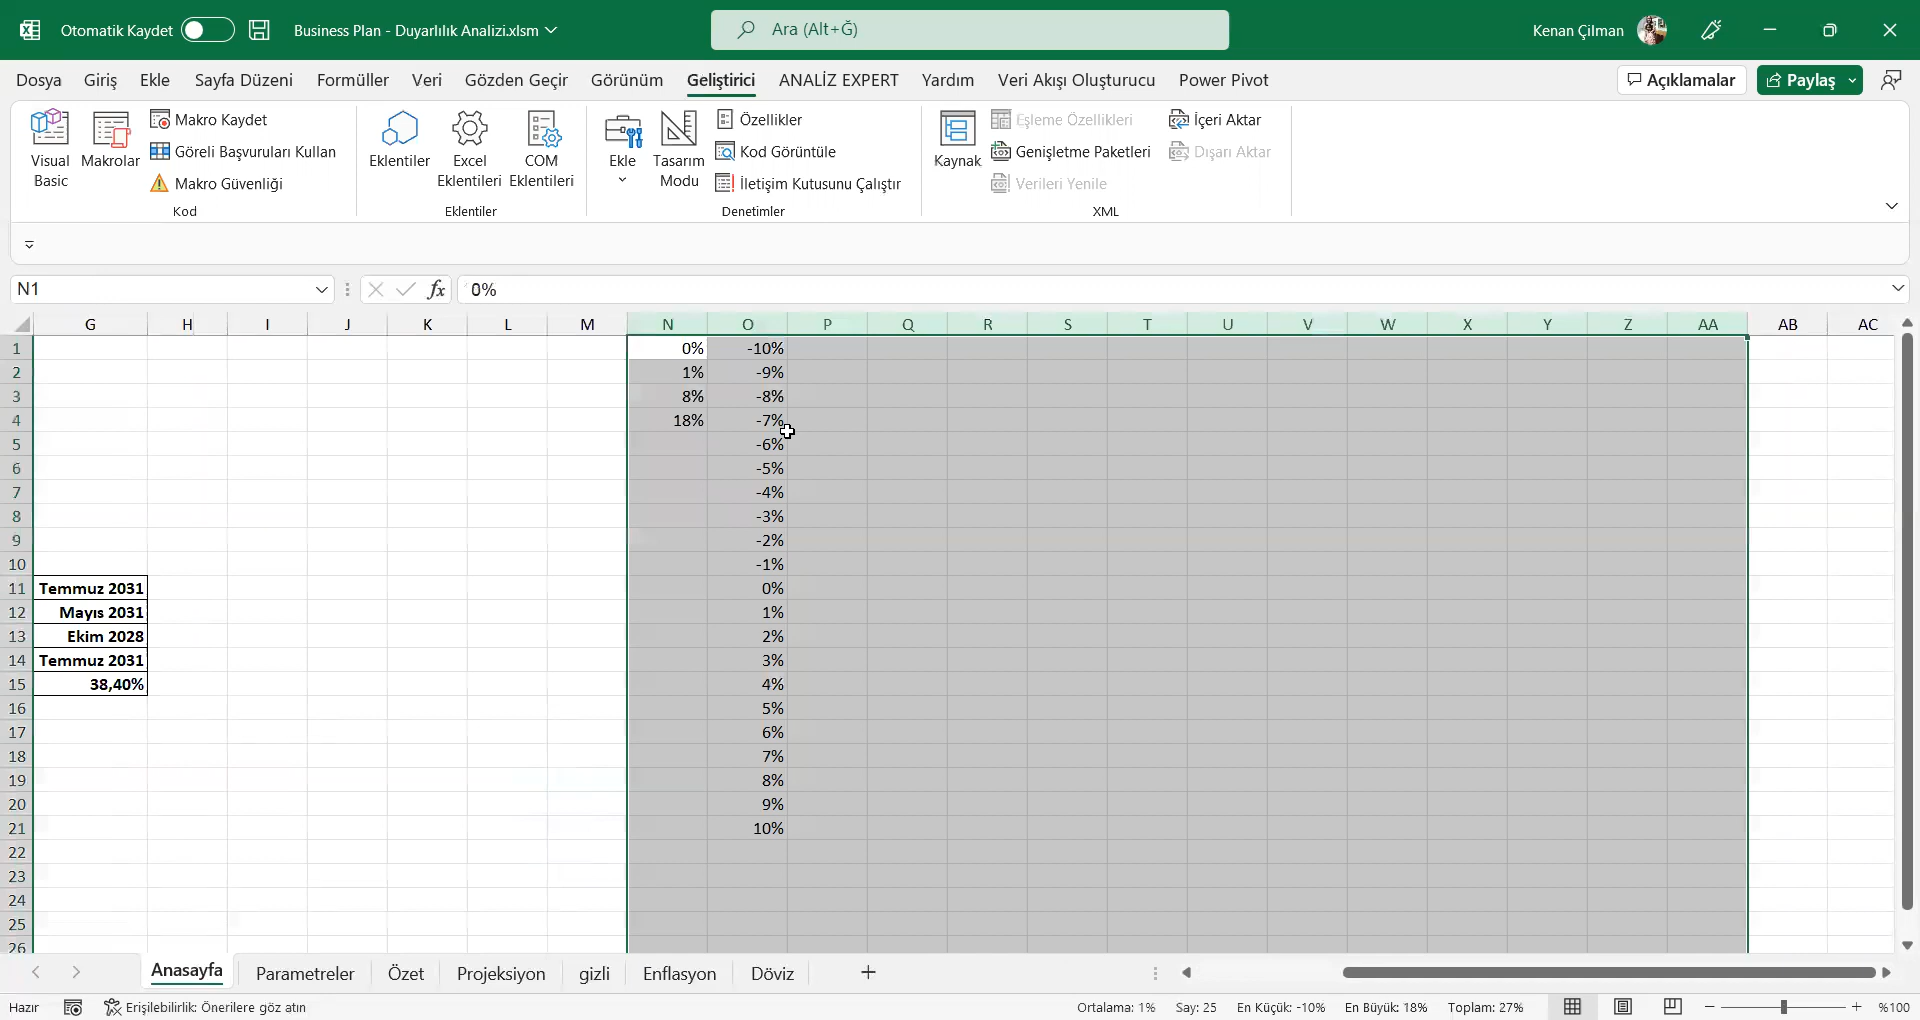 Otomatik Kaydet
Business Plan - Duyarlılık Analizi.xlsm
Ara (Alt+Ğ)
Kenan Çilman
Dosya Giriş Ekle Sayfa Düzeni Formüller Veri Gözden Geçir Görünüm Geliştirici ANALİZ EXPERT Yardım Veri Akışı Oluşturucu Power Pivot
Açıklamalar
Paylaş
Visual Basic
Makrolar
Makro Kaydet
Göreli Başvuruları Kullan
Makro Güvenliği
Kod
Eklentiler
Excel Eklentileri
COM Eklentileri
Eklentiler
Ekle
Tasarım Modu
Özellikler
Kod Görüntüle
İletişim Kutusunu Çalıştır
Denetimler
Kaynak
Eşleme Özellikleri
Genişletme Paketleri
Verileri Yenile
İçeri Aktar
Dışarı Aktar
XML
N1
fx
0%
G H I J K L M N O P Q R S T U V W X Y Z AA AB AC
1 0% -10%
2 1% -9%
3 8% -8%
4 18% -7%
5 -6%
6 -5%
7 -4%
8 -3%
9 -2%
10 -1%
11 Temmuz 2031 0%
12 Mayıs 2031 1%
13 Ekim 2028 2%
14 Temmuz 2031 3%
15 38,40% 4%
16 5%
17 6%
18 7%
19 8%
20 9%
21 10%
22
23
24
25
26
Anasayfa Parametreler Özet Projeksiyon gizli Enflasyon Döviz
Hazır
Erişilebilirlik: Önerilere göz atın
Ortalama: 1% Say: 25 En Küçük: -10% En Büyük: 18% Toplam: 27%
%100